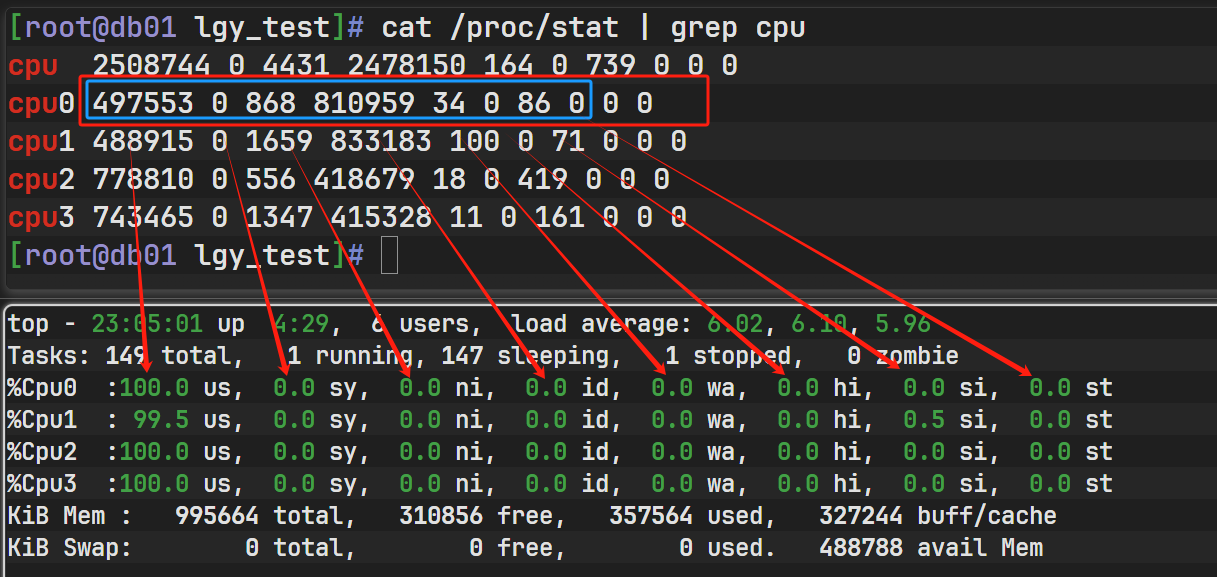 [root@db01 lgy_test]# cat /proc/stat | grep cpu
cpu  2508744 0 4431 2478150 164 0 739 0 0 0
cpu0 497553 0 868 810959 34 0 86 0 0 0
cpu1 488915 0 1659 833183 100 0 71 0 0 0
cpu2 778810 0 556 418679 18 0 419 0 0 0
cpu3 743465 0 1347 415328 11 0 161 0 0 0
[root@db01 lgy_test]#
top - 23:05:01 up  4:29,  6 users,  load average: 6.02, 6.10, 5.96
Tasks: 149 total,   1 running, 147 sleeping,   1 stopped,   0 zombie
%Cpu0  :100.0 us,  0.0 sy,  0.0 ni,  0.0 id,  0.0 wa,  0.0 hi,  0.0 si,  0.0 st
%Cpu1  : 99.5 us,  0.0 sy,  0.0 ni,  0.0 id,  0.0 wa,  0.0 hi,  0.5 si,  0.0 st
%Cpu2  :100.0 us,  0.0 sy,  0.0 ni,  0.0 id,  0.0 wa,  0.0 hi,  0.0 si,  0.0 st
%Cpu3  :100.0 us,  0.0 sy,  0.0 ni,  0.0 id,  0.0 wa,  0.0 hi,  0.0 si,  0.0 st
KiB Mem :   995664 total,   310856 free,   357564 used,   327244 buff/cache
KiB Swap:        0 total,        0 free,        0 used.   488788 avail Mem